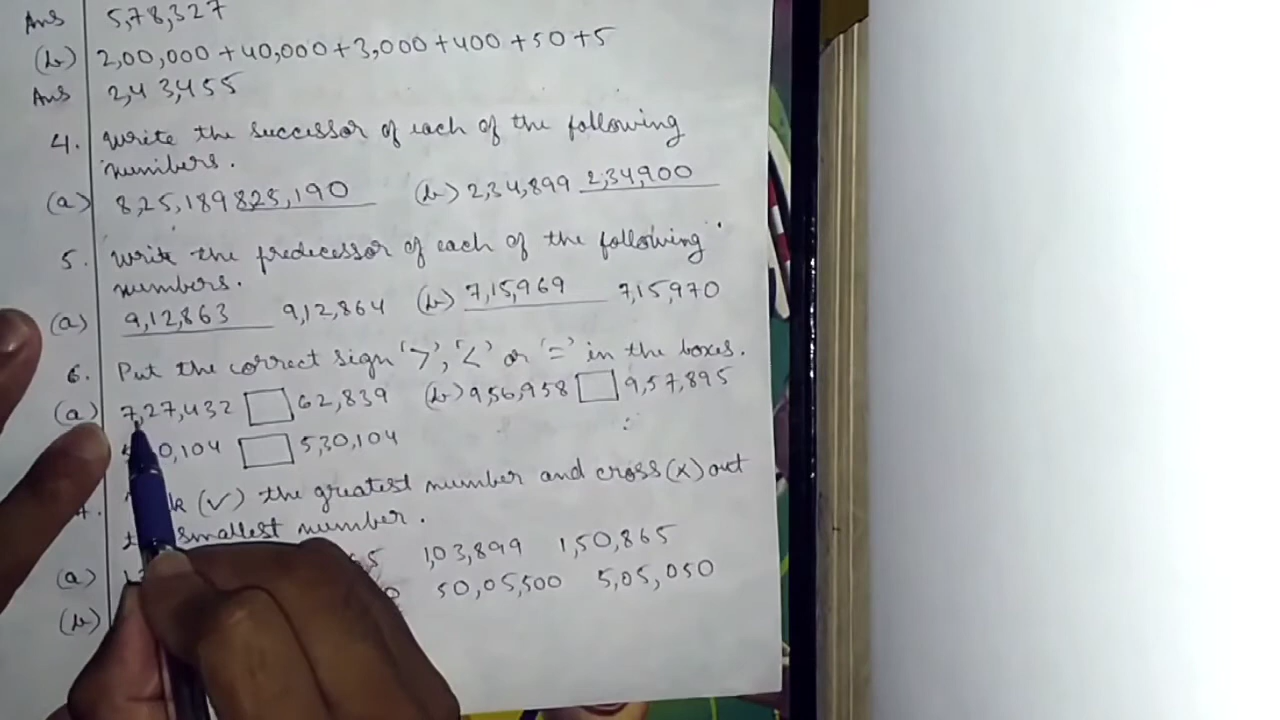 Ans 5,78,327
(b) 2,00,000 + 40,000 + 3,000 + 400 + 50 + 5
Ans 2,43,455
4. Write the successor of each of the following
numbers.
(a) 8,25,189 825,190 (b) 2,34,899 2,34,900
5. Write the predecessor of each of the following
numbers.
(a) 9,12,863 9,12,864 (b) 7,15,969 7,15,970
6. Put the correct sign '>', '<' or '=' in the boxes.
(a) 7,27,432 62,839 (b) 9,56,958 9,57,895
0,104 5,30,104
(✓) the greatest number and cross (x) out
smallest number.
(a) 1,03,899 1,50,865
(b) 50,05,500 5,05,050